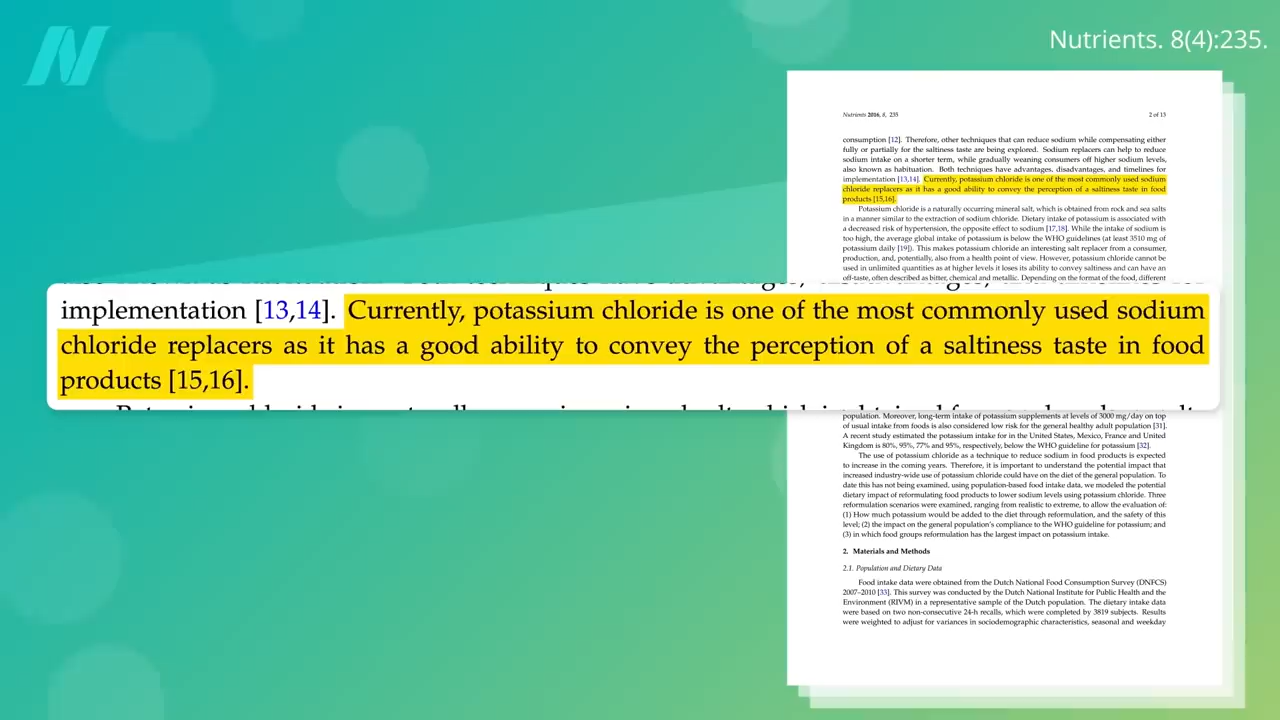 N
Nutrients. 8(4):235.
Nutrients 2016, 8, 235
2 of 13
consumption [12]. Therefore, other techniques that can reduce sodium while compensating either
fully or partially for the saltiness taste are being explored. Sodium replacers can help to reduce
sodium intake on a shorter term, while gradually weaning consumers off higher sodium levels,
also known as habituation. Both techniques have advantages, disadvantages, and timelines for
implementation [13,14]. Currently, potassium chloride is one of the most commonly used sodium
chloride replacers as it has a good ability to convey the perception of a saltiness taste in food
products [15,16].
Potassium chloride is a naturally occurring mineral salt, which is obtained from rock and sea salts
in a manner similar to the extraction of sodium chloride. Dietary intake of potassium is associated with
a decreased risk of hypertension, the opposite effect to sodium [17,18]. While the intake of sodium is
too high, the average global intake of potassium is below the WHO guidelines (at least 3510 mg of
potassium daily [19]). This makes potassium chloride an interesting salt replacer from a consumer,
production, and, potentially, also from a health point of view. However, potassium chloride cannot be
used in unlimited quantities as at higher levels it loses its ability to convey saltiness and can have an
off-taste, often described as bitter, chemical and metallic. Depending on the format of the food, different
implementation [13,14]. Currently, potassium chloride is one of the most commonly used sodium
chloride replacers as it has a good ability to convey the perception of a saltiness taste in food
products [15,16].
population. Moreover, long-term intake of potassium supplements at levels of 3000 mg/day on top
of usual intake from foods is also considered low risk for the general healthy adult population [31].
A recent study estimated the potassium intake for in the United States, Mexico, France and United
Kingdom is 80%, 95%, 77% and 95%, respectively, below the WHO guideline for potassium [32].
The use of potassium chloride as a technique to reduce sodium in food products is expected
to increase in the coming years. Therefore, it is important to understand the potential impact that
increased industry-wide use of potassium chloride could have on the diet of the general population. To
date this has not being examined, using population-based food intake data, we modeled the potential
dietary impact of reformulating food products to lower sodium levels using potassium chloride. Three
reformulation scenarios were examined, ranging from realistic to extreme, to allow the evaluation of:
(1) How much potassium would be added to the diet through reformulation, and the safety of this
level; (2) the impact on the general population's compliance to the WHO guideline for potassium; and
(3) in which food groups reformulation has the largest impact on potassium intake.
2. Materials and Methods
2.1. Population and Dietary Data
Food intake data were obtained from the Dutch National Food Consumption Survey (DNFCS)
2007–2010 [33]. This survey was conducted by the Dutch National Institute for Public Health and the
Environment (RIVM) in a representative sample of the Dutch population. The dietary intake data
were based on two non-consecutive 24-h recalls, which were completed by 3819 subjects. Results
were weighted to adjust for variances in sociodemographic characteristics, seasonal and weekday